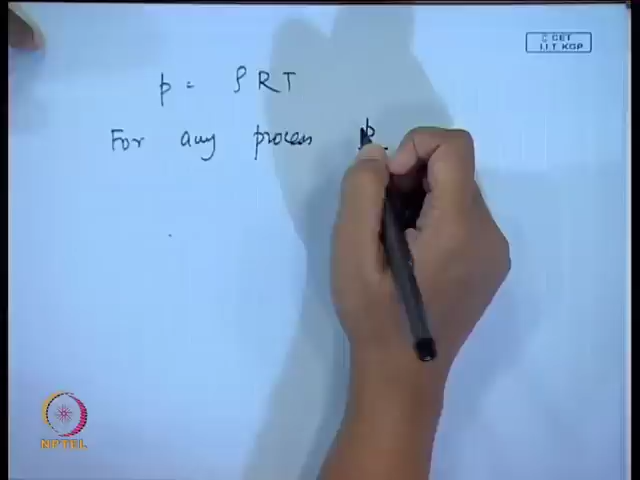 © CET
I.I.T. KGP
p = ρRT
For any process p
NPTEL